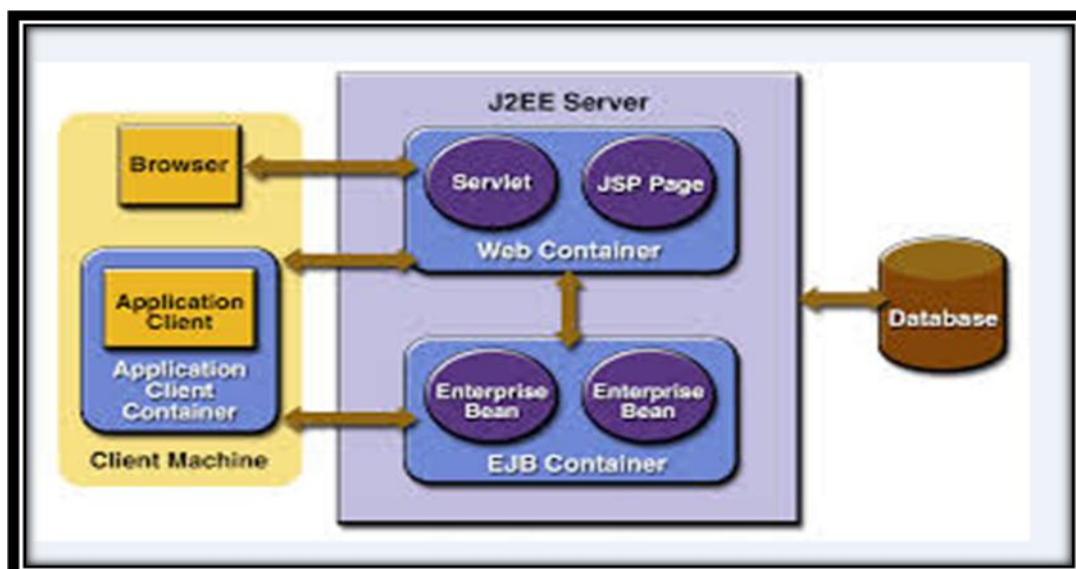 J2EE Server
Browser
Servlet
JSP Page
Web Container
Application
Client
Application
Client
Container
Client Machine
Enterprise
Bean
Enterprise
Bean
EJB Container
Database